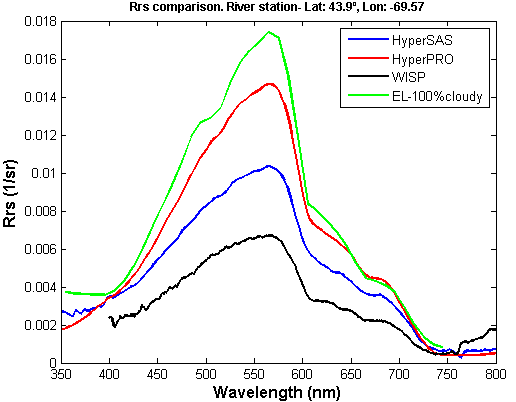 Rrs comparison. River station- Lat: 43.9º, Lon: -69.57
0.018
0.016
0.014
0.012
0.01
0.008
0.006
0.004
0.002
0
Rrs (1/sr)
HyperSAS
HyperPRO
WISP
EL-100%cloudy
350 400 450 500 550 600 650 700 750 800
Wavelength (nm)